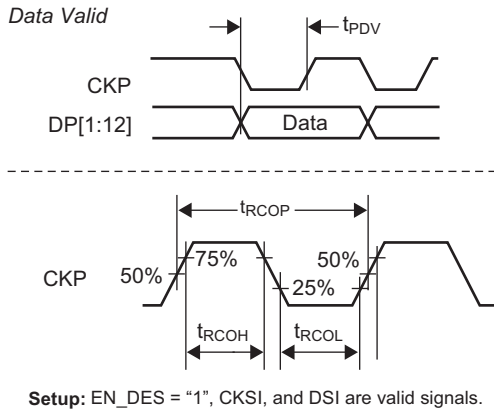 Data Valid
tPDV
CKP
DP[1:12]
Data
tRCOP
CKP
50%
75%
50%
25%
tRCOH
tRCOL
Setup: EN_DES = "1", CKSI, and DSI are valid signals.